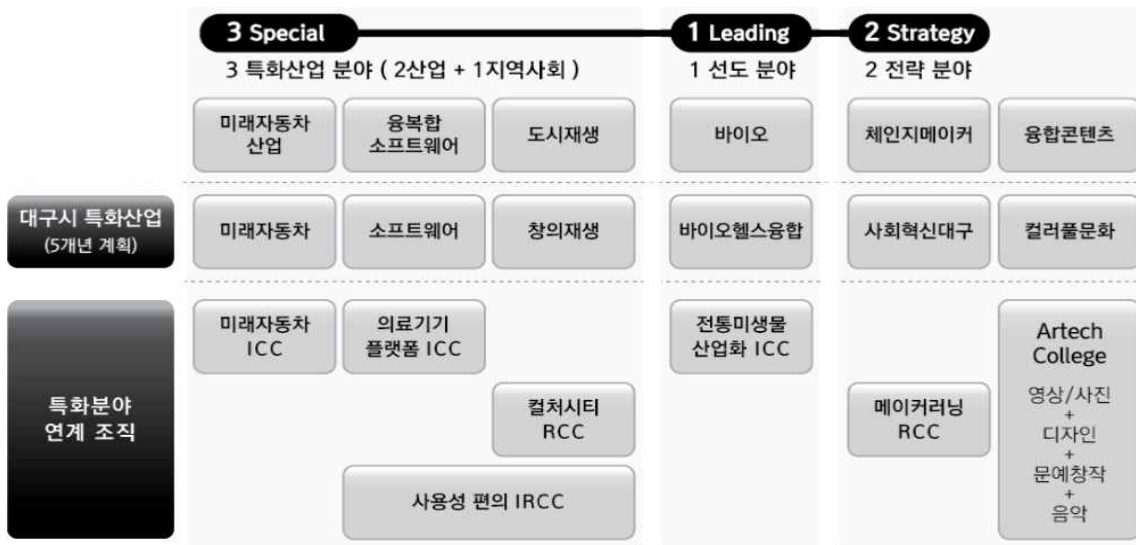 3 Special
1 Leading
2 Strategy
3 특화산업 분야 ( 2산업 + 1지역사회 )
1 선도 분야
2 전략 분야
미래자동차
산업
융복합
소프트웨어
도시재생
바이오
체인지메이커
융합콘텐츠
대구시 특화산업
(5개년 계획)
미래자동차
소프트웨어
창의재생
바이오헬스융합
사회혁신대구
컬러풀문화
특화분야
연계 조직
미래자동차
ICC
의료기기
플랫폼 ICC
컬처시티
RCC
사용성 편의 IRCC
전통미생물
산업화 ICC
메이커러닝
RCC
Artech
College
영상/사진
+
디자인
+
문예창작
+
음악